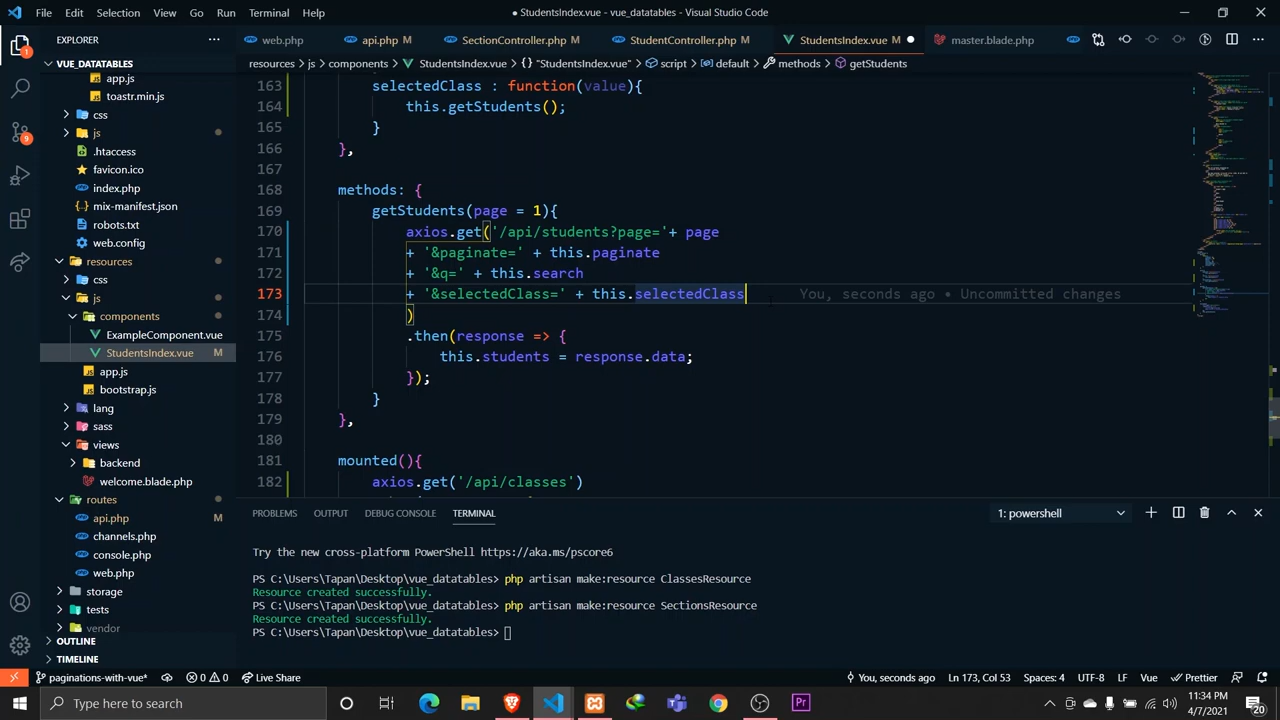 File Edit Selection View Go Run Terminal Help
● StudentsIndex.vue - vue_datatables - Visual Studio Code
EXPLORER
web.php
api.php M
SectionController.php M
StudentController.php M
StudentsIndex.vue M
master.blade.php
VUE_DATATABLES
resources > js > components > StudentsIndex.vue > {} "StudentsIndex.vue" > script > default > methods > getStudents
app.js
toastr.min.js
css
js
.htaccess
favicon.ico
index.php
mix-manifest.json
robots.txt
web.config
resources
css
js
components
ExampleComponent.vue
StudentsIndex.vue M
app.js
bootstrap.js
lang
sass
views
backend
welcome.blade.php
routes
api.php M
channels.php
console.php
web.php
storage
tests
vendor
OUTLINE
TIMELINE
163 selectedClass : function(value){
164 this.getStudents();
165 }
166 },
167
168 methods: {
169 getStudents(page = 1){
170 axios.get('/api/students?page='+ page
171 + '&paginate=' + this.paginate
172 + '&q=' + this.search
173 + '&selectedClass=' + this.selectedClass You, seconds ago • Uncommitted changes
174 )
175 .then(response => {
176 this.students = response.data;
177 });
178 }
179 },
180
181 mounted(){
182 axios.get('/api/classes')
PROBLEMS OUTPUT DEBUG CONSOLE TERMINAL
1: powershell
Try the new cross-platform PowerShell https://aka.ms/pscore6
PS C:\Users\Tapan\Desktop\vue_datatables> php artisan make:resource ClassesResource
Resource created successfully.
PS C:\Users\Tapan\Desktop\vue_datatables> php artisan make:resource SectionsResource
Resource created successfully.
PS C:\Users\Tapan\Desktop\vue_datatables>
paginations-with-vue* 0 0 Live Share
You, seconds ago Ln 173, Col 53 Spaces: 4 UTF-8 LF Vue Prettier
Type here to search
11:34 PM
4/7/2021
20